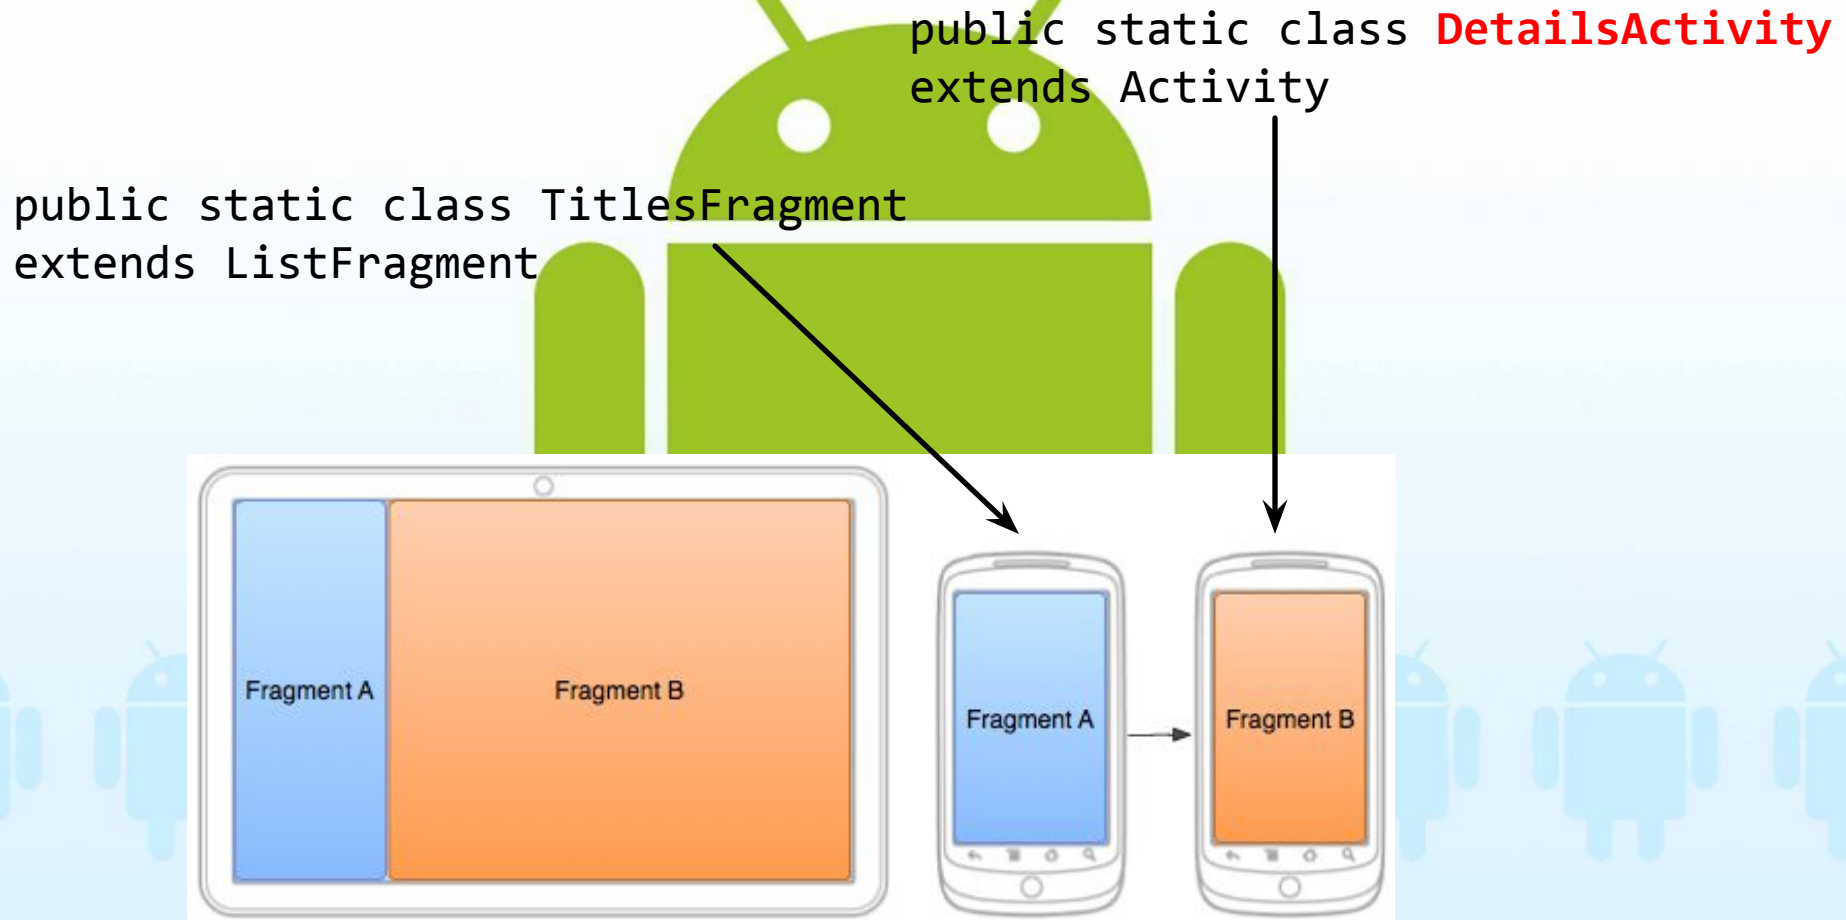 public static class DetailsActivity
extends Activity
public static class TitlesFragment
extends ListFragment
Fragment A
Fragment B
Fragment A
Fragment B